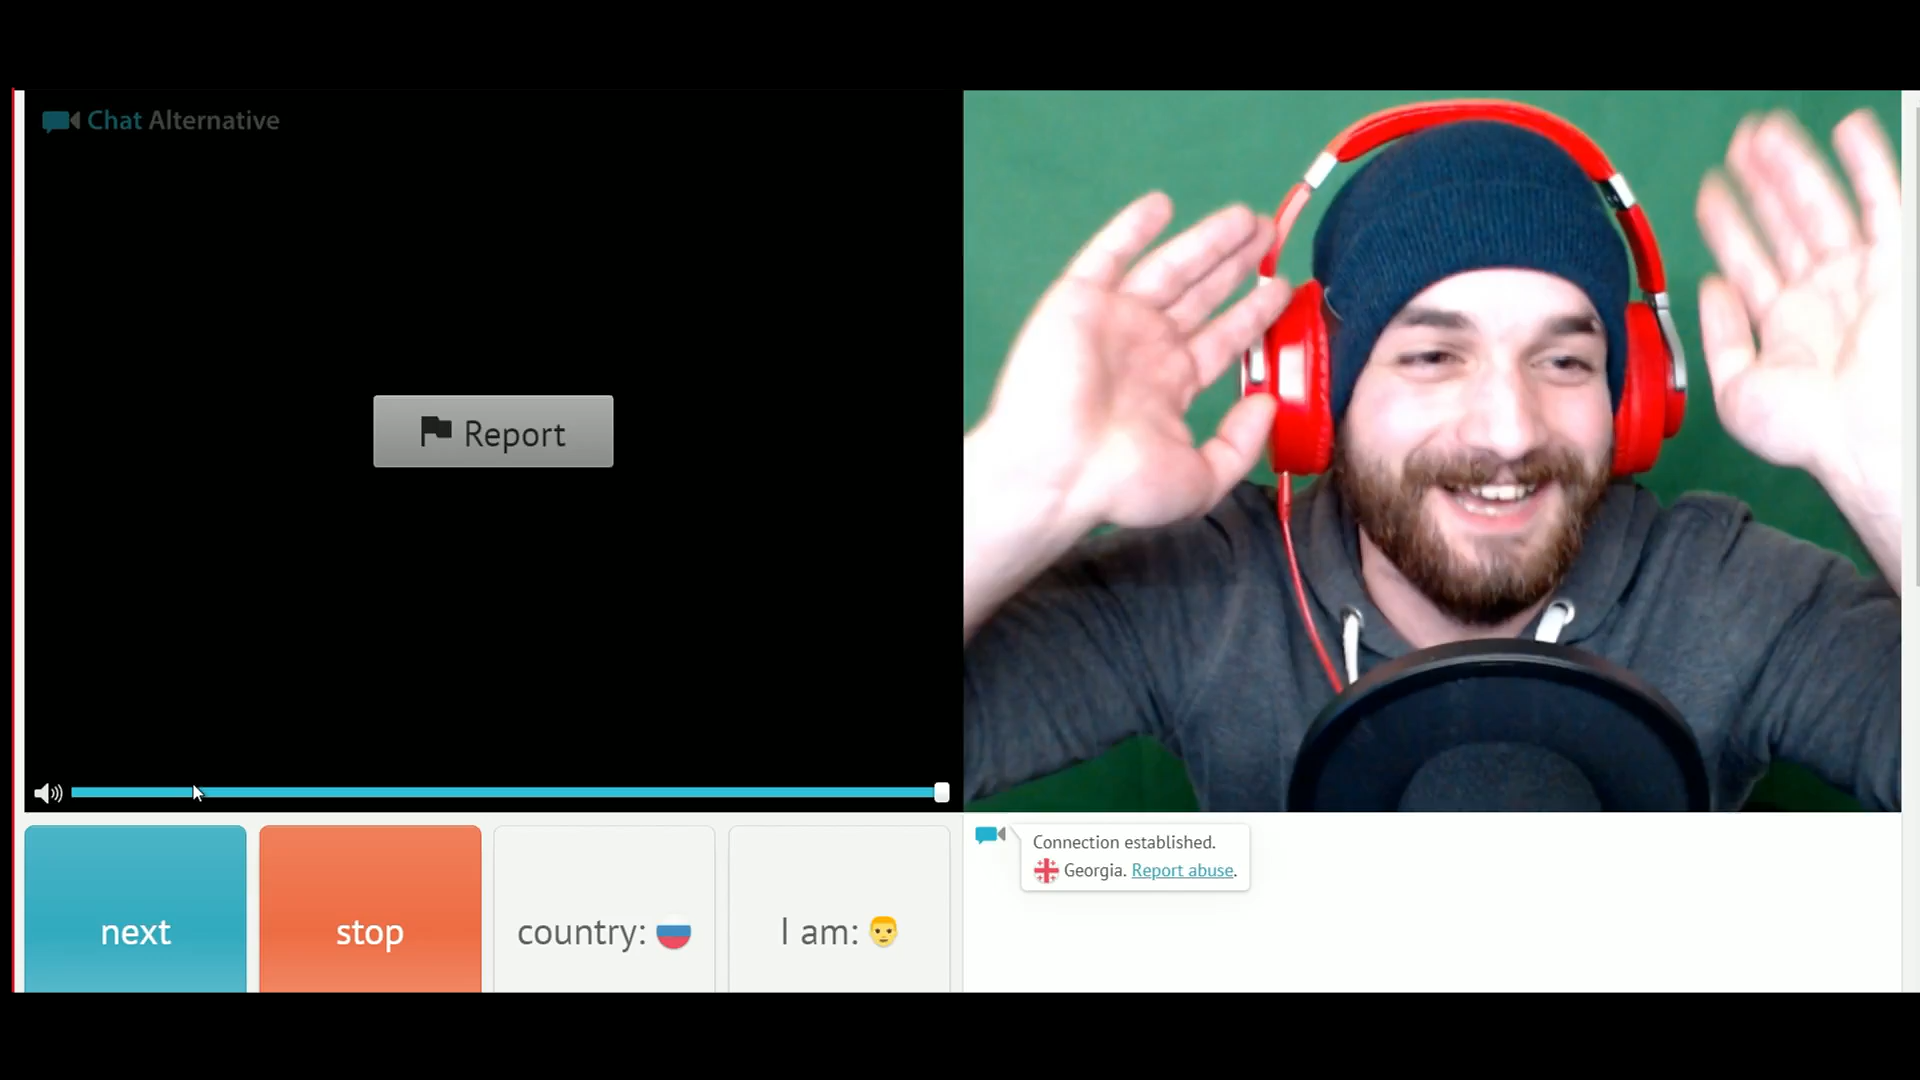 Chat Alternative
Report
next
stop
country:
I am:
Connection established.
Georgia. Report abuse.